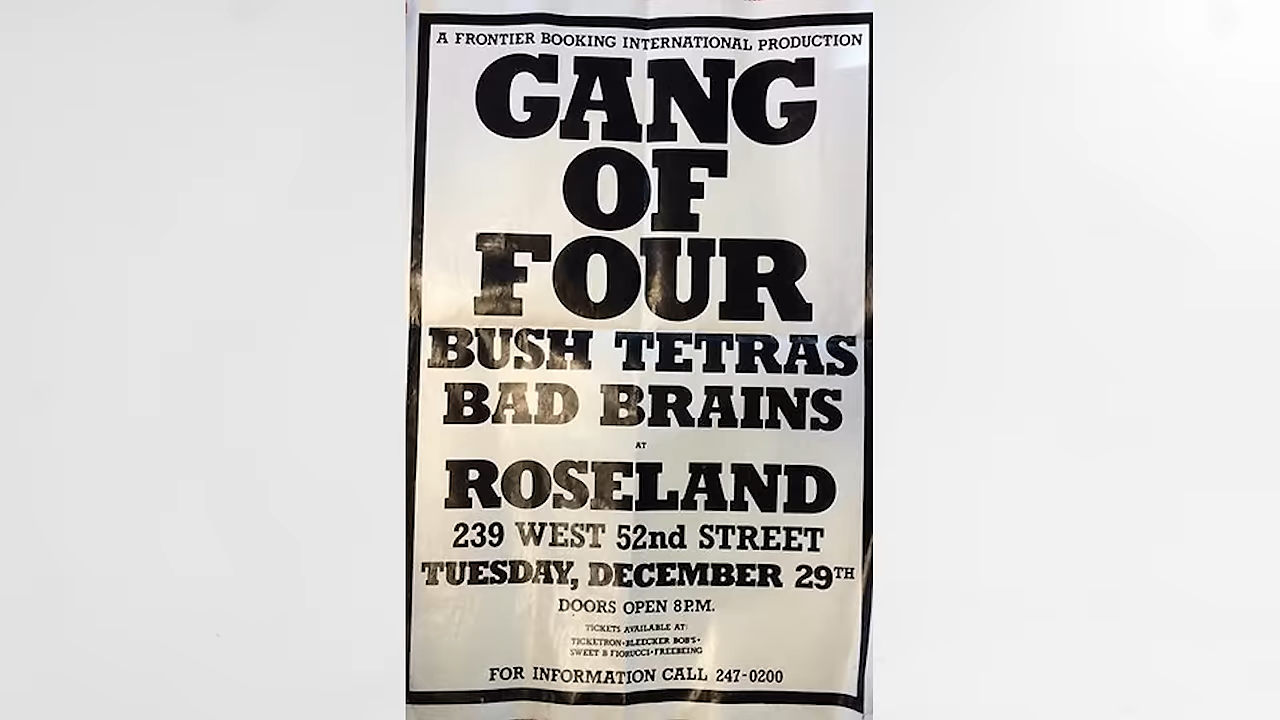 A FRONTIER BOOKING INTERNATIONAL PRODUCTION
GANG
OF
FOUR
BUSH TETRAS
BAD BRAINS
AT
ROSELAND
239 WEST 52nd STREET
TUESDAY, DECEMBER 29TH
DOORS OPEN 8P.M.
TICKETS AVAILABLE AT:
TICKETRON•BLEECKER BOB'S•
SWEET B FIORUCCI•FREEBEING
FOR INFORMATION CALL 247-0200